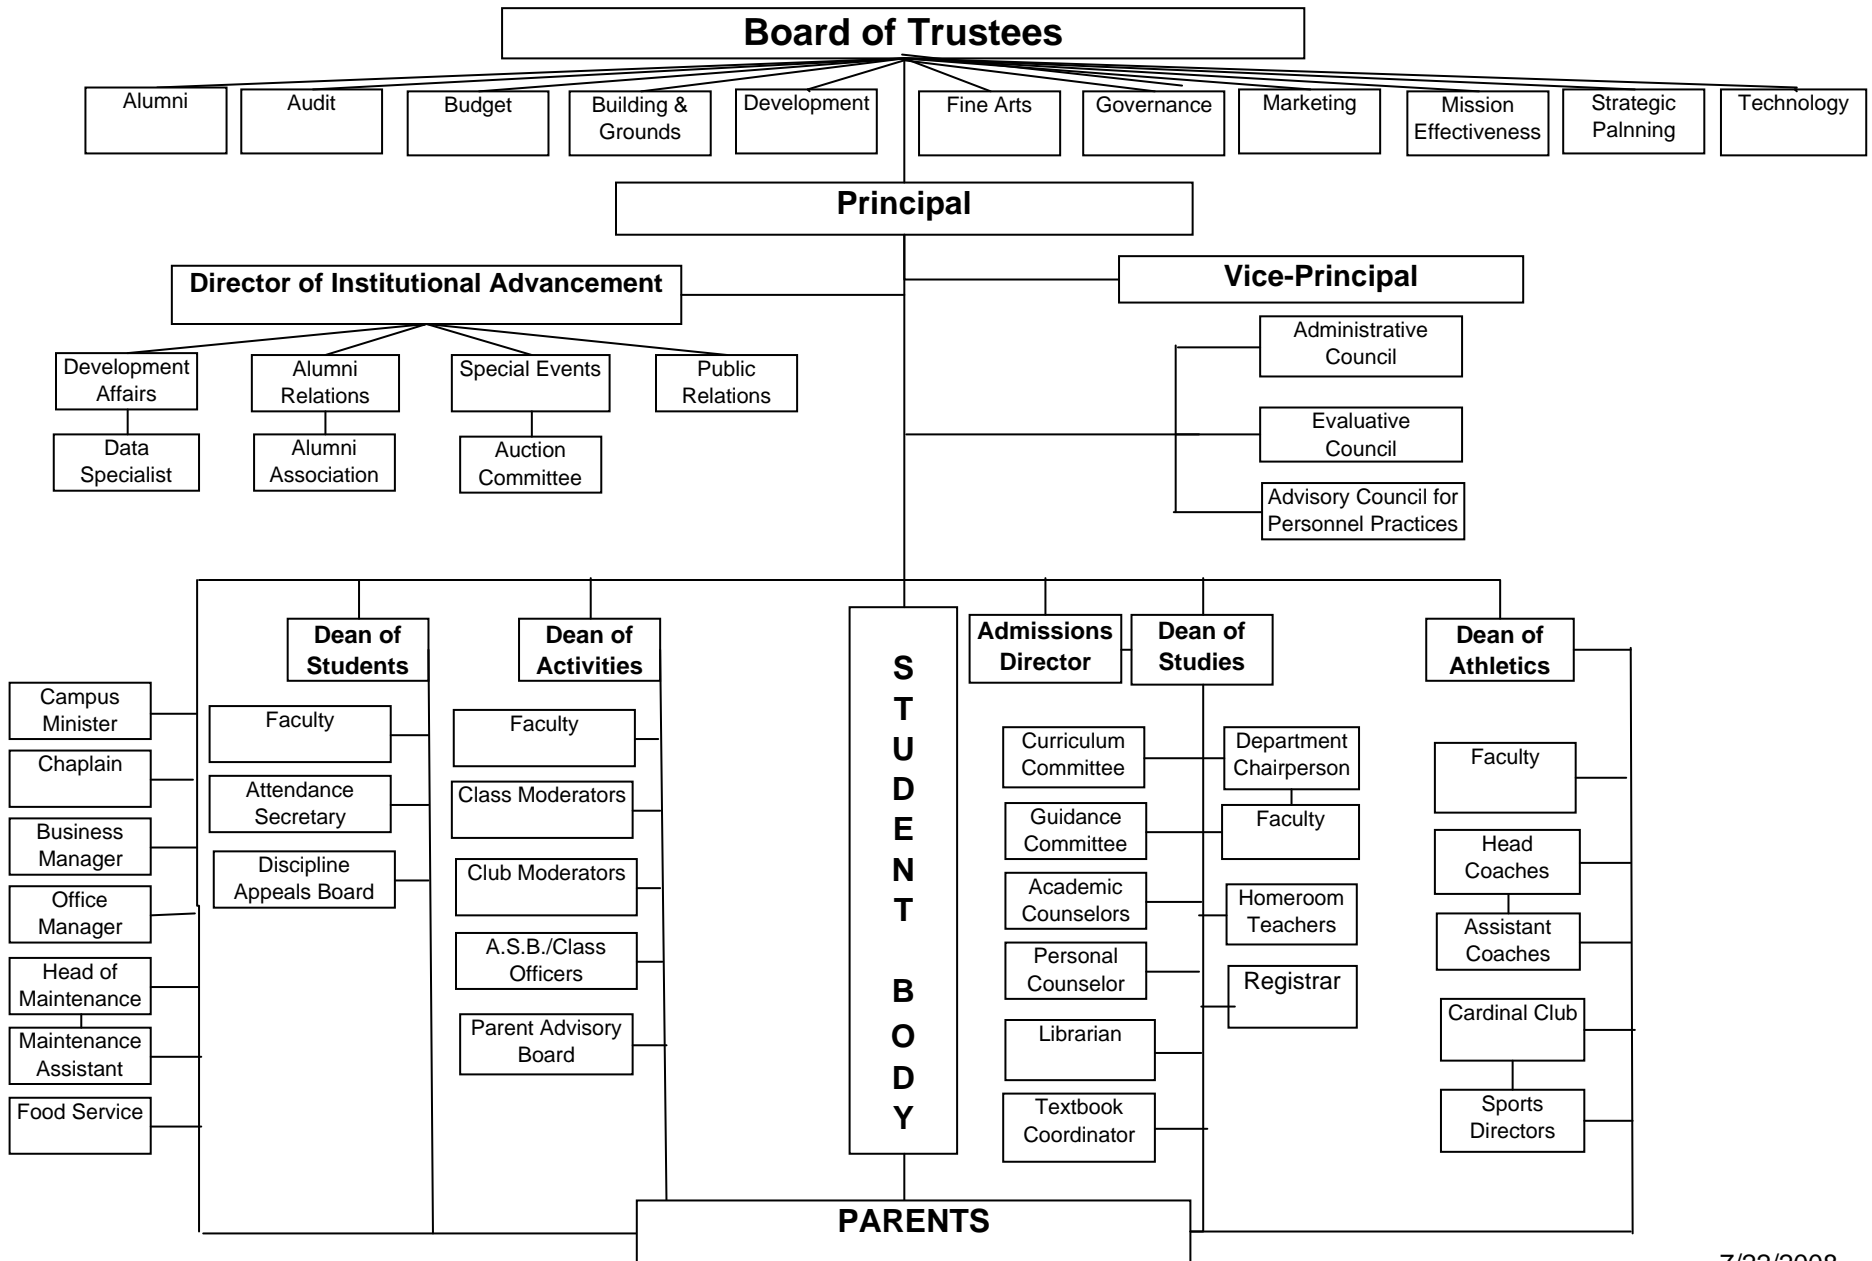 Board of Trustees
Alumni
Audit
Budget
Building &
Grounds
Development
Fine Arts
Governance
Marketing
Mission
Effectiveness
Strategic
Palnning
Technology
Principal
Director of Institutional Advancement
Vice-Principal
Administrative
Council
Development
Affairs
Alumni
Relations
Special Events
Public
Relations
Evaluative
Council
Data
Specialist
Alumni
Association
Auction
Committee
Advisory Council for
Personnel Practices
Dean of
Students
Dean of
Activities
S
T
U
D
E
N
T
B
O
D
Y
Admissions
Director
Dean of
Studies
Dean of
Athletics
Campus
Minister
Chaplain
Business
Manager
Office
Manager
Head of
Maintenance
Maintenance
Assistant
Food Service
Faculty
Attendance
Secretary
Discipline
Appeals Board
Faculty
Class Moderators
Club Moderators
A.S.B./Class
Officers
Parent Advisory
Board
Curriculum
Committee
Guidance
Committee
Academic
Counselors
Personal
Counselor
Librarian
Textbook
Coordinator
Department
Chairperson
Faculty
Homeroom
Teachers
Registrar
Faculty
Head
Coaches
Assistant
Coaches
Cardinal Club
Sports
Directors
PARENTS